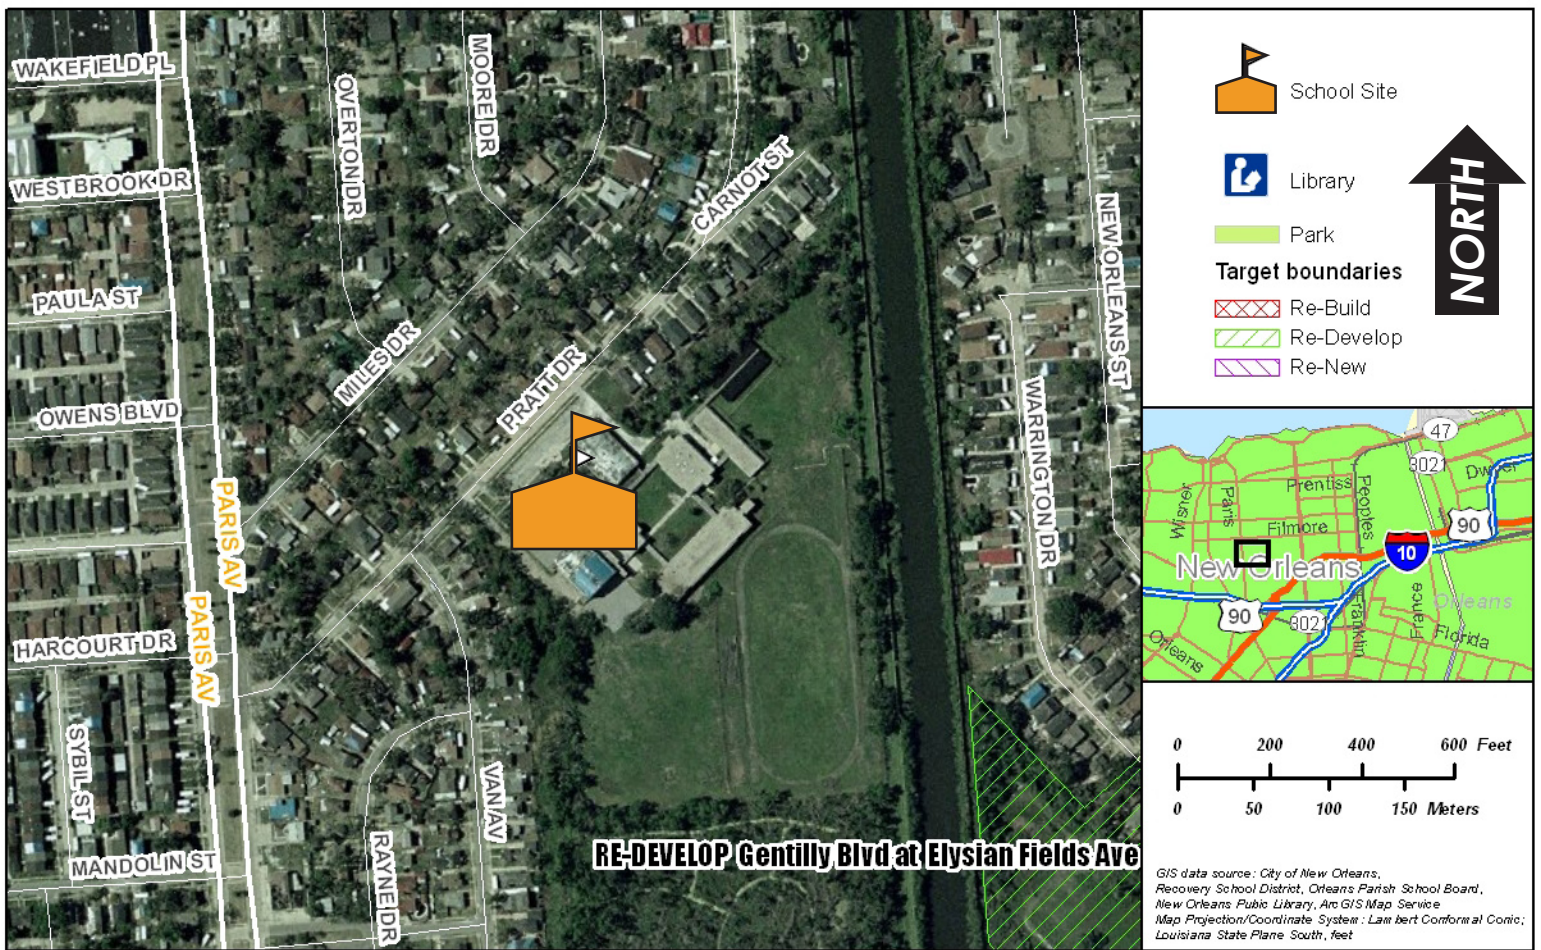 WAKEFIELD PL
OVERTON DR
MOORE DR
WESTBROOK DR
CARNOT ST
NEW ORLEANS ST
PAULA ST
MILES DR
PRATT DR
OWENS BLVD
WARRINGTON DR
PARIS AV
PARIS AV
HARCOURT DR
SYBIL ST
VAN AV
MANDOLIN ST
RAYNE DR
RE-DEVELOP Gentilly Blvd at Elysian Fields Ave
School Site
Library
Park
NORTH
Target boundaries
Re-Build
Re-Develop
Re-New
47
3021
Dwyer
Prentiss
Peoples
Wisner
Paris
Filmore
90
10
New Orleans
Orleans
90
3021
Franklin
France
Florida
Orleans
0 200 400 600 Feet
0 50 100 150 Meters
GIS data source: City of New Orleans,
Recovery School District, Orleans Parish School Board,
New Orleans Public Library, ArcGIS Map Service
Map Projection/Coordinate System: Lambert Conformal Conic;
Louisiana State Plane South, feet